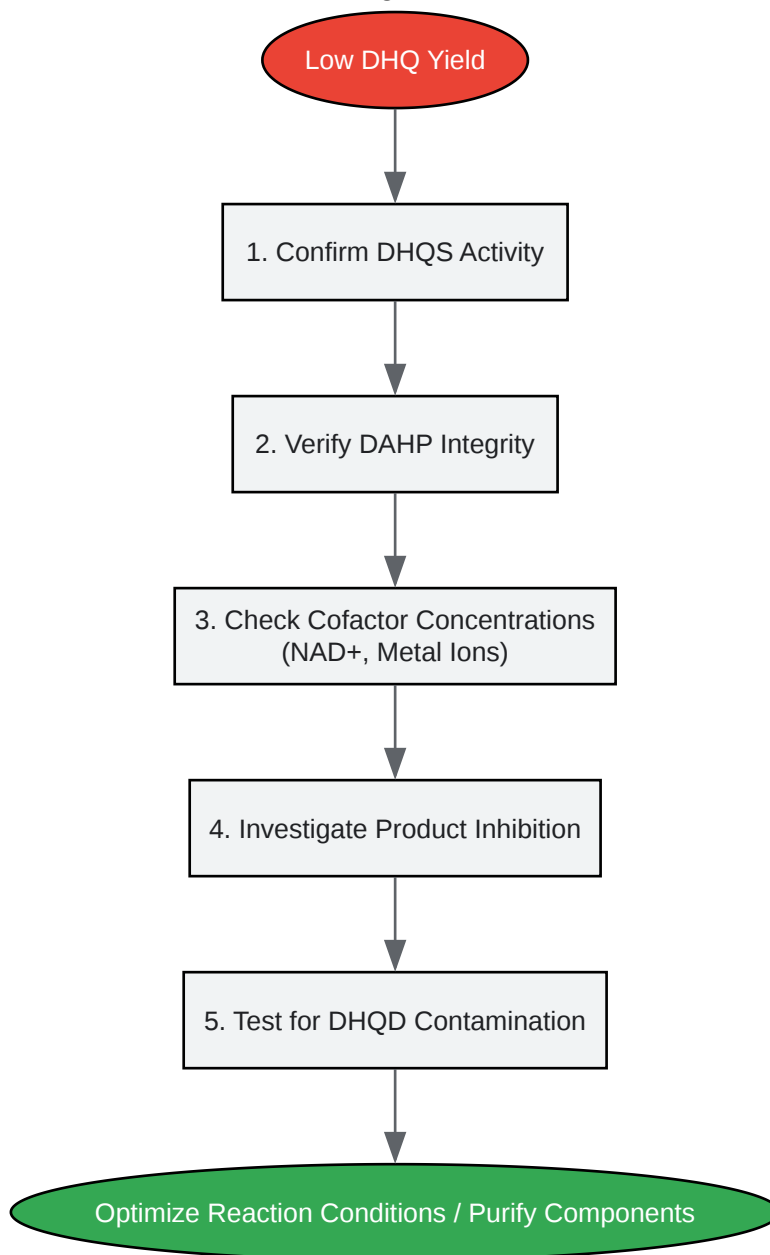 Low DHQ Yield
1. Confirm DHQS Activity
2. Verify DAHP Integrity
3. Check Cofactor Concentrations
(NAD+, Metal Ions)
4. Investigate Product Inhibition
5. Test for DHQD Contamination
Optimize Reaction Conditions / Purify Components